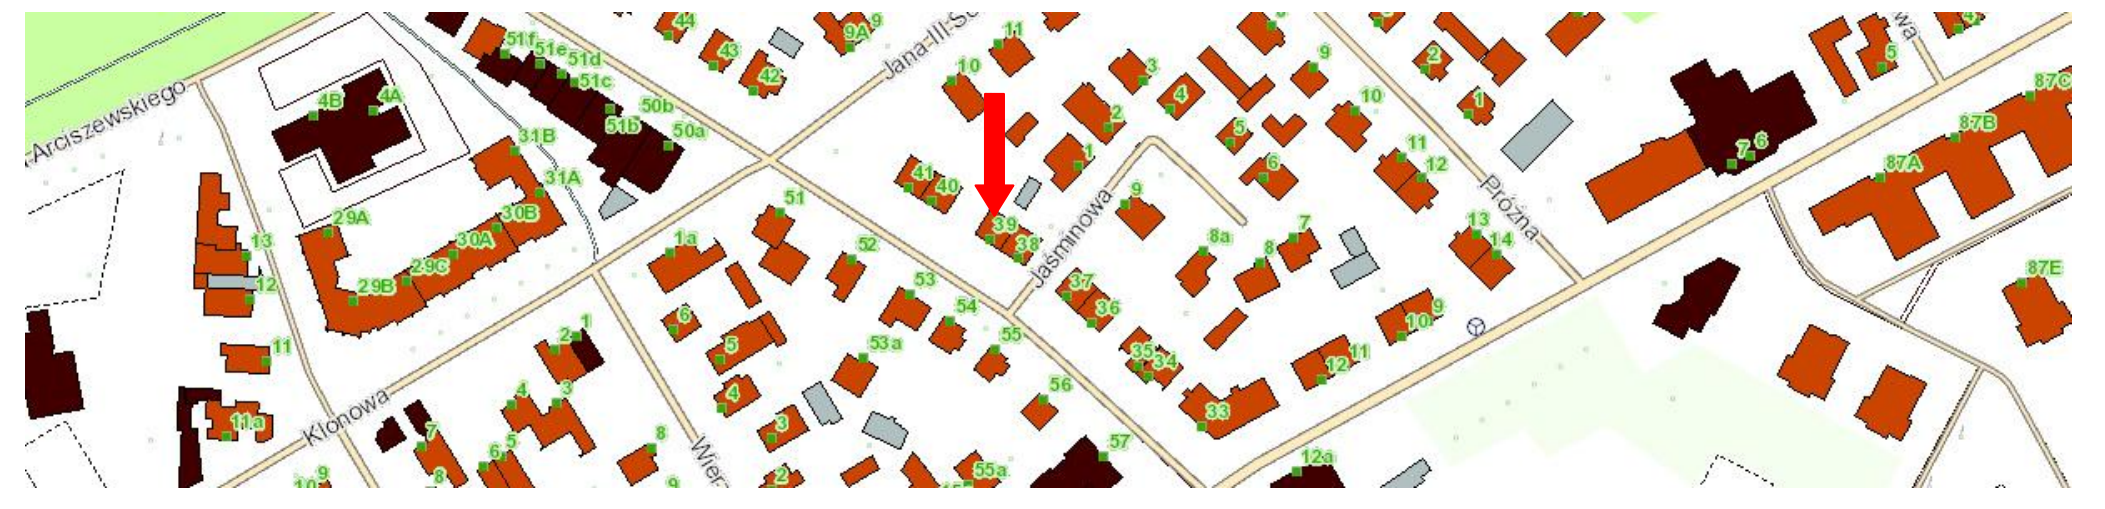 44
43
42
9
9A
11
10
3
4
2
1
5
9
6
10
11
12
2
1
5
7
6
87A
87B
87C
87E
51f
51e
51d
51c
51b
50b
50a
4B
4A
31B
31A
30B
30A
29A
29C
29B
13
12
11
11a
Arciszewskiego
Klonowa
Jaśminowa
Próżna
41
40
39
38
37
36
35
34
33
51
1a
52
53
54
55
53a
56
57
55a
6
5
4
3
2
9
8a
8
7
13
14
9
10
11
12
12a
1
2
3
4
5
6
7
8
8
9
9
10